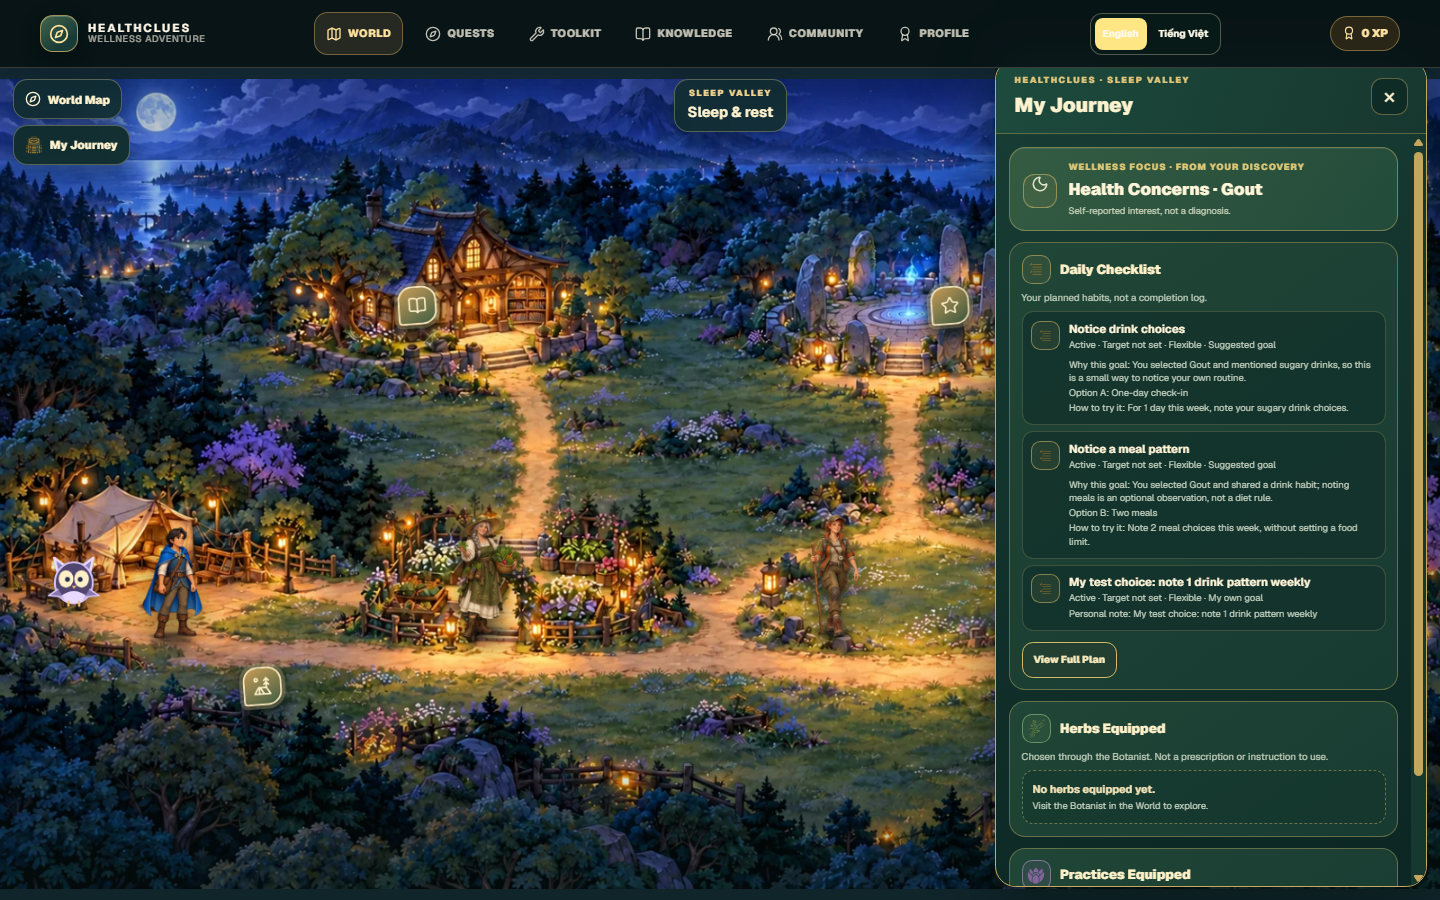 HEALTHCLUES
WELLNESS ADVENTURE
WORLD
QUESTS
TOOLKIT
KNOWLEDGE
COMMUNITY
PROFILE
English
Tiếng Việt
0 XP
World Map
My Journey
SLEEP VALLEY
Sleep & rest
HEALTHCLUES · SLEEP VALLEY
My Journey
WELLNESS FOCUS · FROM YOUR DISCOVERY
Health Concerns · Gout
Self-reported interest, not a diagnosis.
Daily Checklist
Your planned habits, not a completion log.
Notice drink choices
Active · Target not set · Flexible · Suggested goal
Why this goal: You selected Gout and mentioned sugary drinks, so this
is a small way to notice your own routine.
Option A: One-day check-in
How to try it: For 1 day this week, note your sugary drink choices.
Notice a meal pattern
Active · Target not set · Flexible · Suggested goal
Why this goal: You selected Gout and shared a drink habit; noting
meals is an optional observation, not a diet rule.
Option B: Two meals
How to try it: Note 2 meal choices this week, without setting a food
limit.
My test choice: note 1 drink pattern weekly
Active · Target not set · Flexible · My own goal
Personal note: My test choice: note 1 drink pattern weekly
View Full Plan
Herbs Equipped
Chosen through the Botanist. Not a prescription or instruction to use.
No herbs equipped yet.
Visit the Botanist in the World to explore.
Practices Equipped